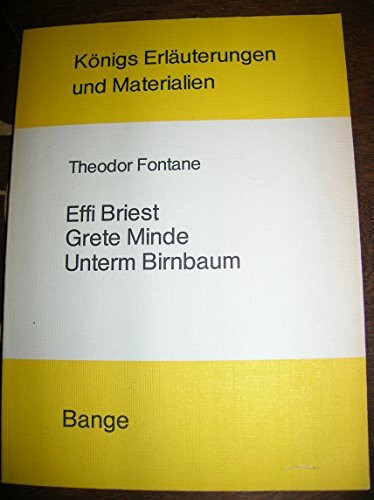 Königs Erläuterungen
und Materialien
Theodor Fontane
Effi Briest
Grete Minde
Unterm Birnbaum
Bange